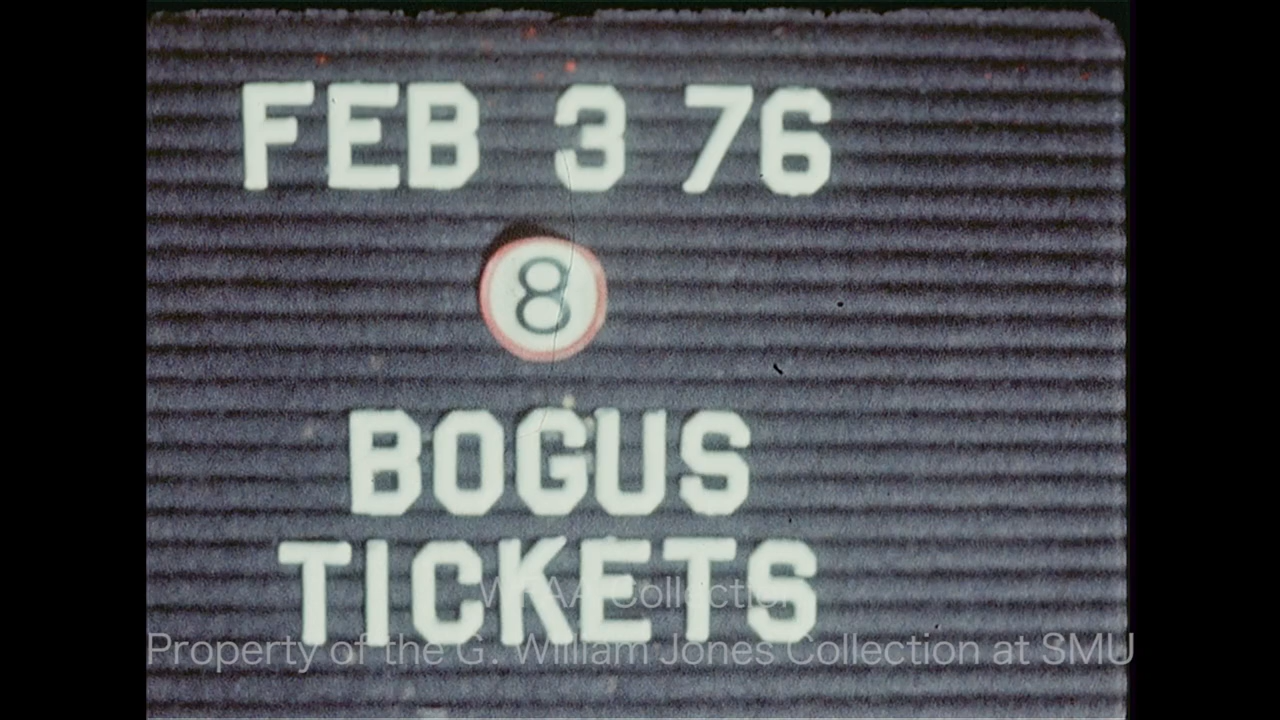 FEB 3 76
8
BOGUS
TICKETS
WFAA Collection
Property of the G. William Jones Collection at SMU